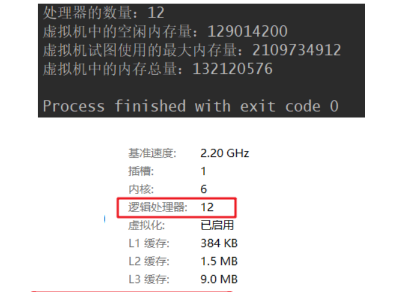 处理器的数量：12
虚拟机中的空闲内存量：129014200
虚拟机试图使用的最大内存量：2109734912
虚拟机中的内存总量：132120576
Process finished with exit code 0
基准速度: 2.20 GHz
插槽: 1
内核: 6
逻辑处理器: 12
虚拟化: 已启用
L1 缓存: 384 KB
L2 缓存: 1.5 MB
L3 缓存: 9.0 MB